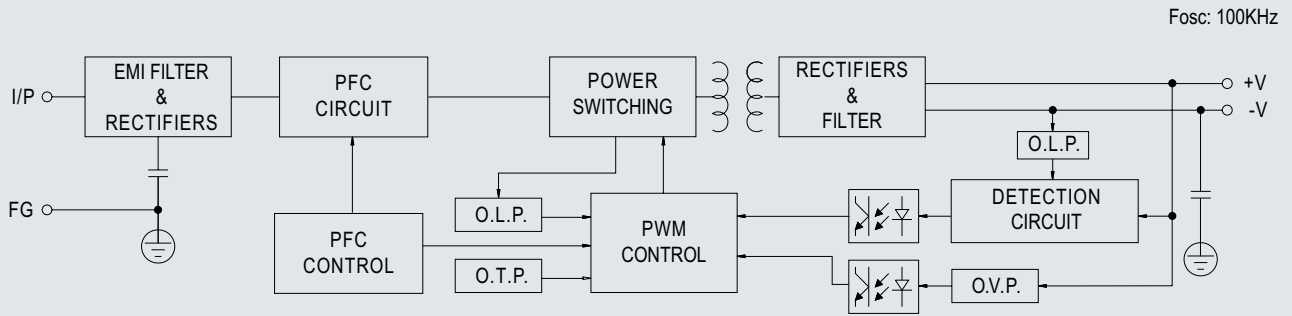 Fosc: 100KHz
I/P
EMI FILTER
&
RECTIFIERS
PFC
CIRCUIT
POWER
SWITCHING
RECTIFIERS
&
FILTER
+V
-V
O.L.P.
DETECTION
CIRCUIT
FG
PFC
CONTROL
O.L.P.
O.T.P.
PWM
CONTROL
O.V.P.